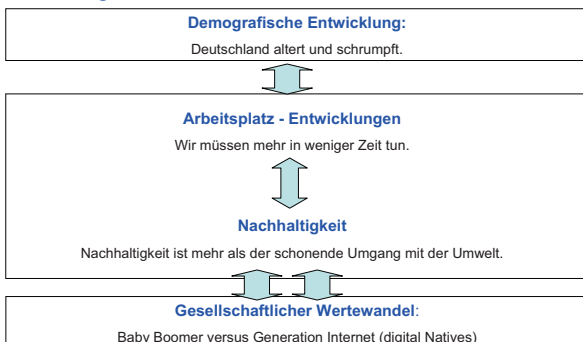 Demografische Entwicklung:
Deutschland altert und schrumpft.
Arbeitsplatz - Entwicklungen
Wir müssen mehr in weniger Zeit tun.
Nachhaltigkeit
Nachhaltigkeit ist mehr als der schonende Umgang mit der Umwelt.
Gesellschaftlicher Wertewandel:
Baby Boomer versus Generation Internet (digital Natives)